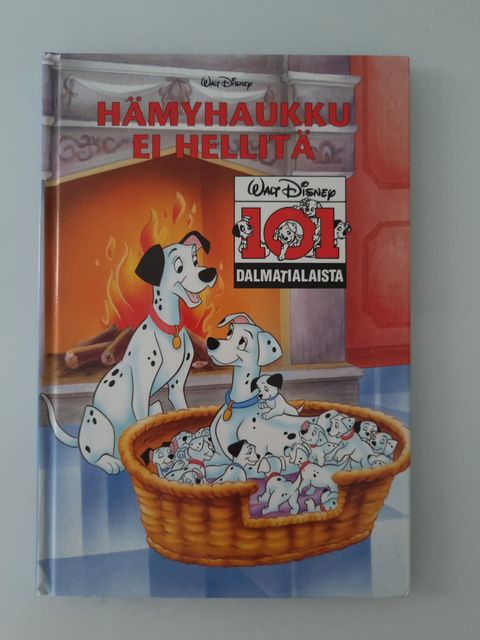 WALT DISNEY
HÄMYHAUKKU
EI HELLITÄ
WALT DISNEY
101
DALMATIALAISTA